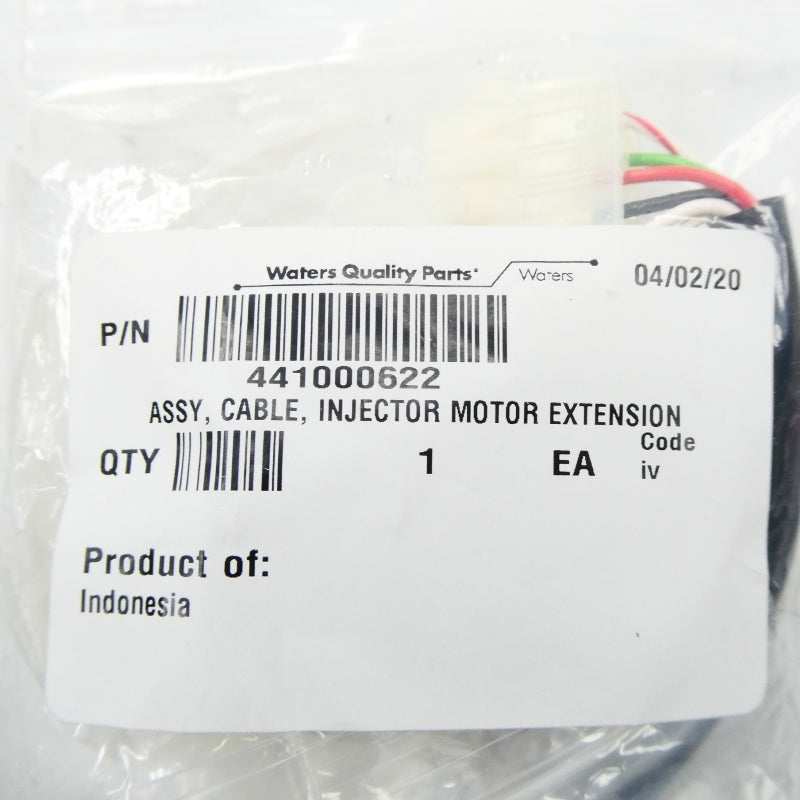 Waters Quality Parts Waters 04/02/20
P/N
441000622
ASSY, CABLE, INJECTOR MOTOR EXTENSION
QTY 1 EA Code
iv
Product of:
Indonesia